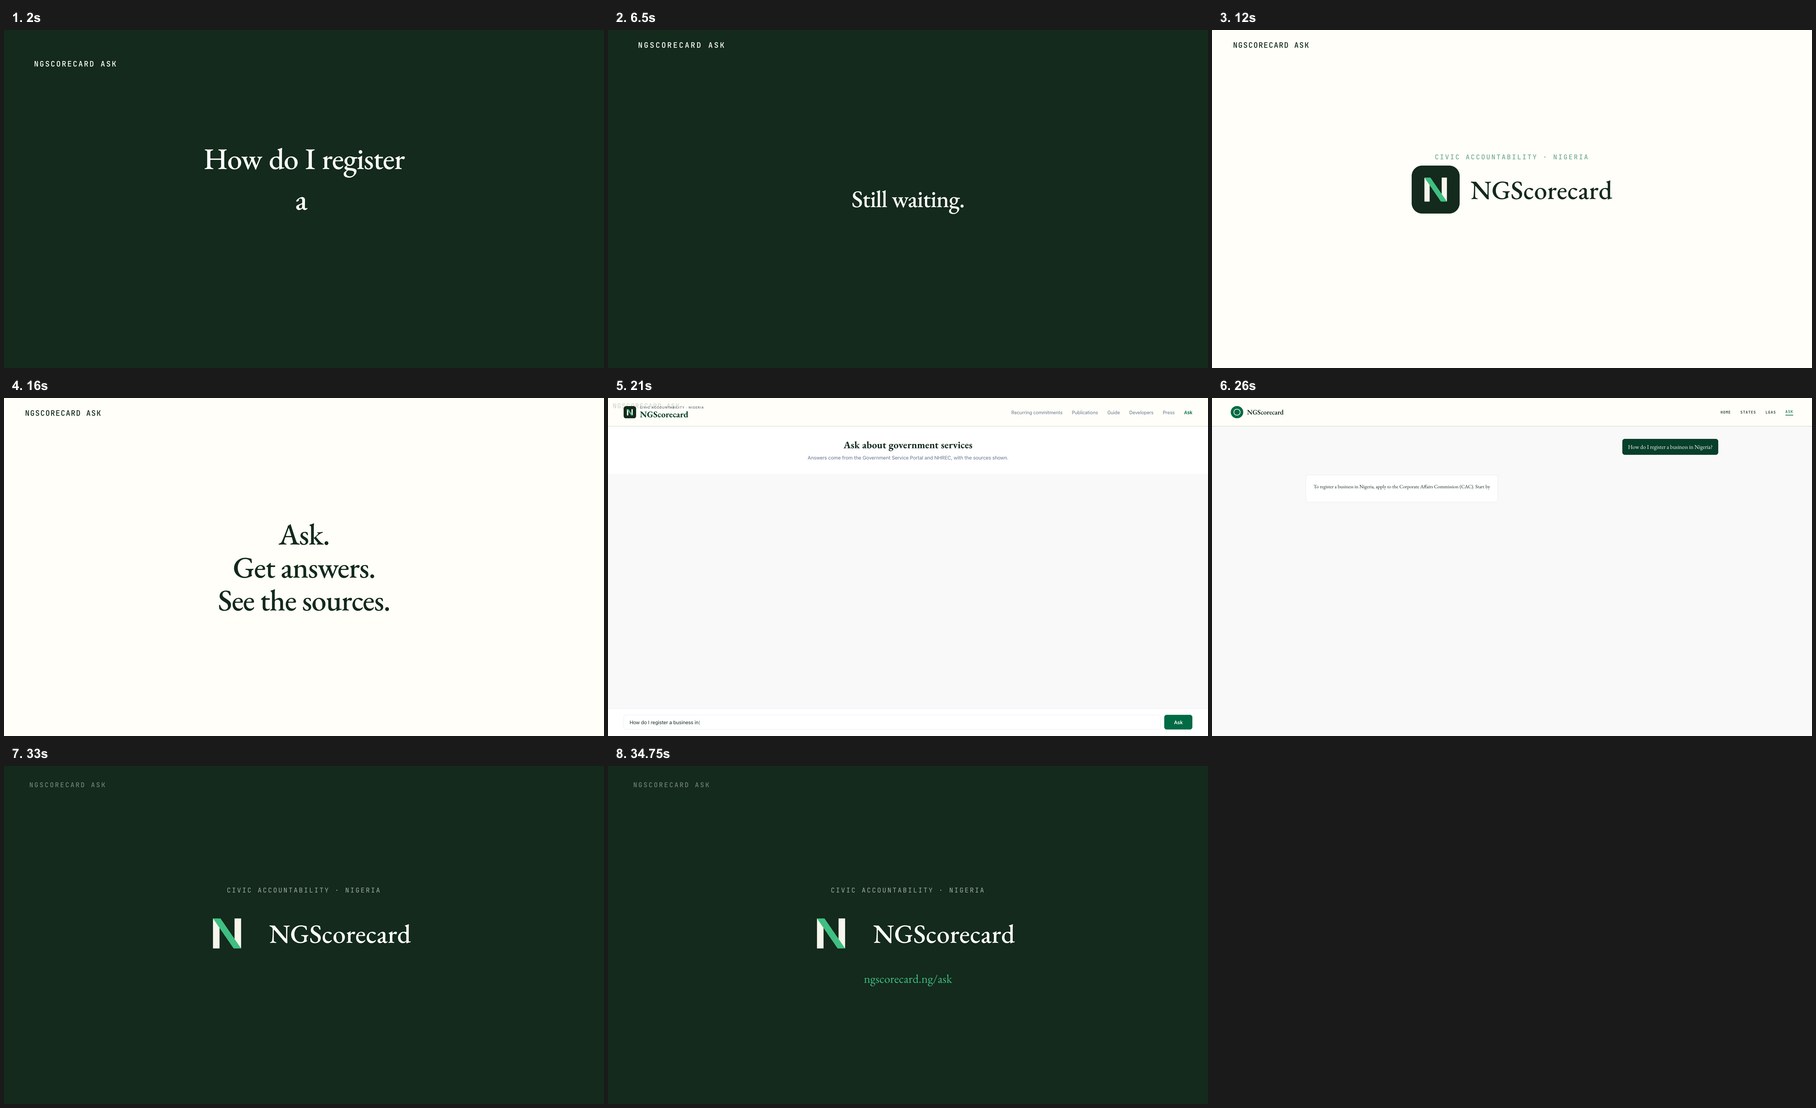 1. 2s
NGSCORECARD ASK
How do I register
a
2. 6.5s
NGSCORECARD ASK
Still waiting.
3. 12s
NGSCORECARD ASK
CIVIC ACCOUNTABILITY · NIGERIA
N NGScorecard
4. 16s
NGSCORECARD ASK
Ask.
Get answers.
See the sources.
5. 21s
CIVIC ACCOUNTABILITY · NIGERIA
N NGScorecard
Recurring commitments Publications Guide Developers Press Ask
Ask about government services
Answers come from the Government Service Portal and NHREC, with the sources shown.
How do I register a business in
Ask
6. 26s
NGScorecard
HOME STATES LGAS ASK
How do I register a business in Nigeria?
To register a business in Nigeria, apply to the Corporate Affairs Commission (CAC). Start by
7. 33s
NGSCORECARD ASK
CIVIC ACCOUNTABILITY · NIGERIA
N NGScorecard
8. 34.75s
NGSCORECARD ASK
CIVIC ACCOUNTABILITY · NIGERIA
N NGScorecard
ngscorecard.ng/ask